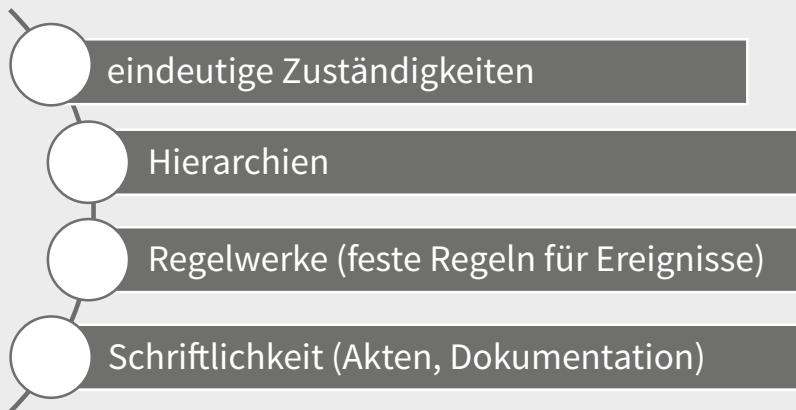 eindeutige Zuständigkeiten
Hierarchien
Regelwerke (feste Regeln für Ereignisse)
Schriftlichkeit (Akten, Dokumentation)